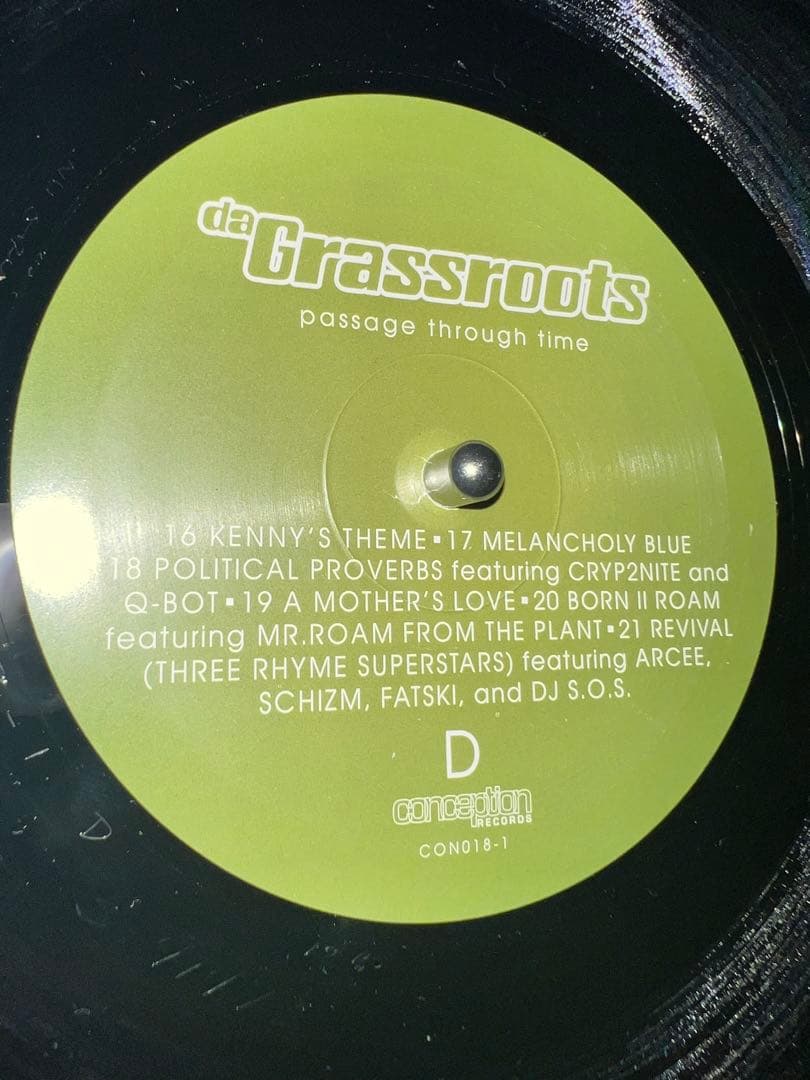 da Grassroots
passage through time
16 KENNY'S THEME▪17 MELANCHOLY BLUE
18 POLITICAL PROVERBS featuring CRYP2NITE and
Q-BOT▪19 A MOTHER'S LOVE▪20 BORN II ROAM
featuring MR.ROAM FROM THE PLANT▪21 REVIVAL
(THREE RHYME SUPERSTARS) featuring ARCEE,
SCHIZM, FATSKI, and DJ S.O.S.
D
conception
RECORDS
CON018-1
D